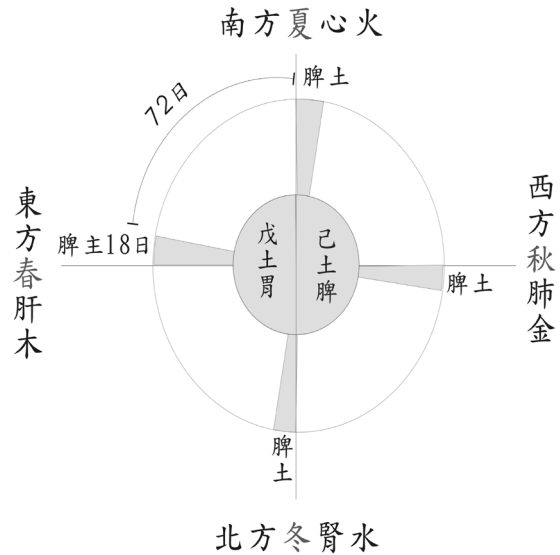 南方夏心火
72日
脾土
東方春肝木
脾主18日
戊土胃
己土脾
脾土
西方秋肺金
脾土
北方冬腎水